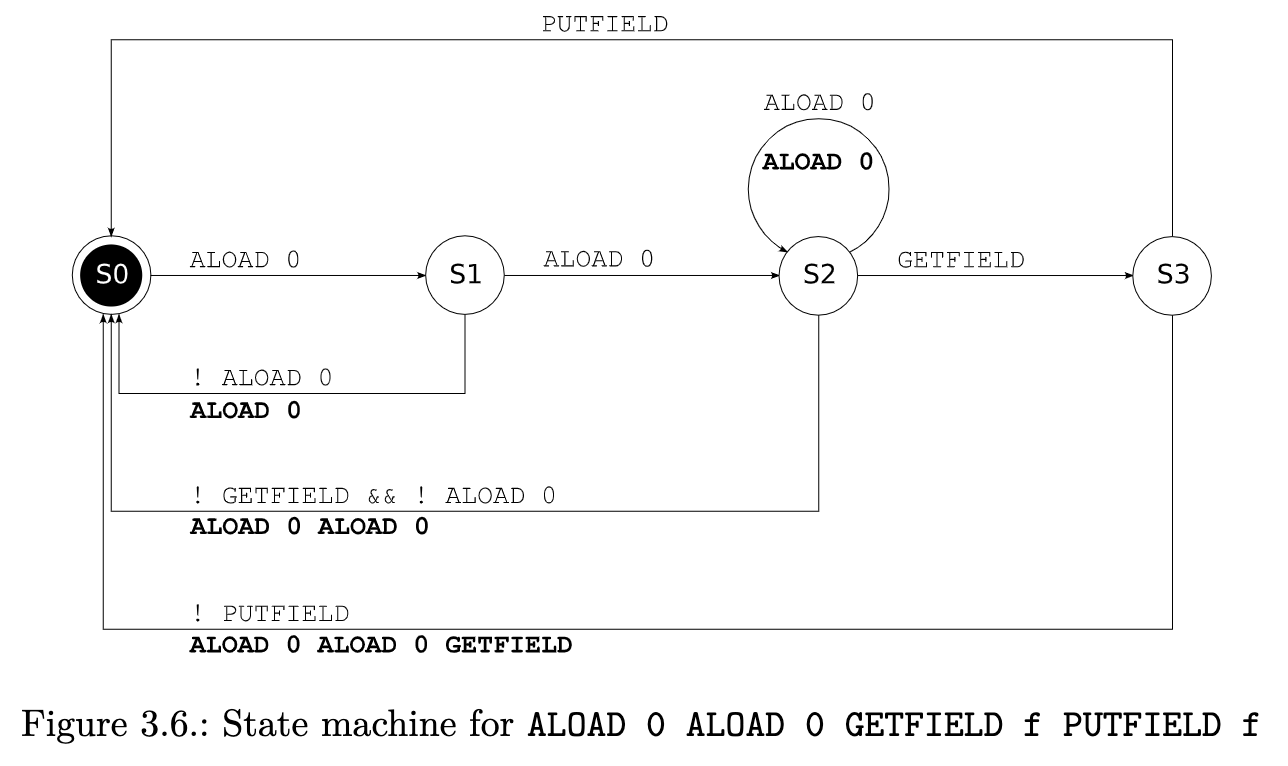 PUTFIELD
ALOAD 0
ALOAD 0
S0
ALOAD 0
S1
ALOAD 0
S2
GETFIELD
S3
! ALOAD 0
ALOAD 0
! GETFIELD && ! ALOAD 0
ALOAD 0 ALOAD 0
! PUTFIELD
ALOAD 0 ALOAD 0 GETFIELD
Figure 3.6.: State machine for ALOAD 0 ALOAD 0 GETFIELD f PUTFIELD f